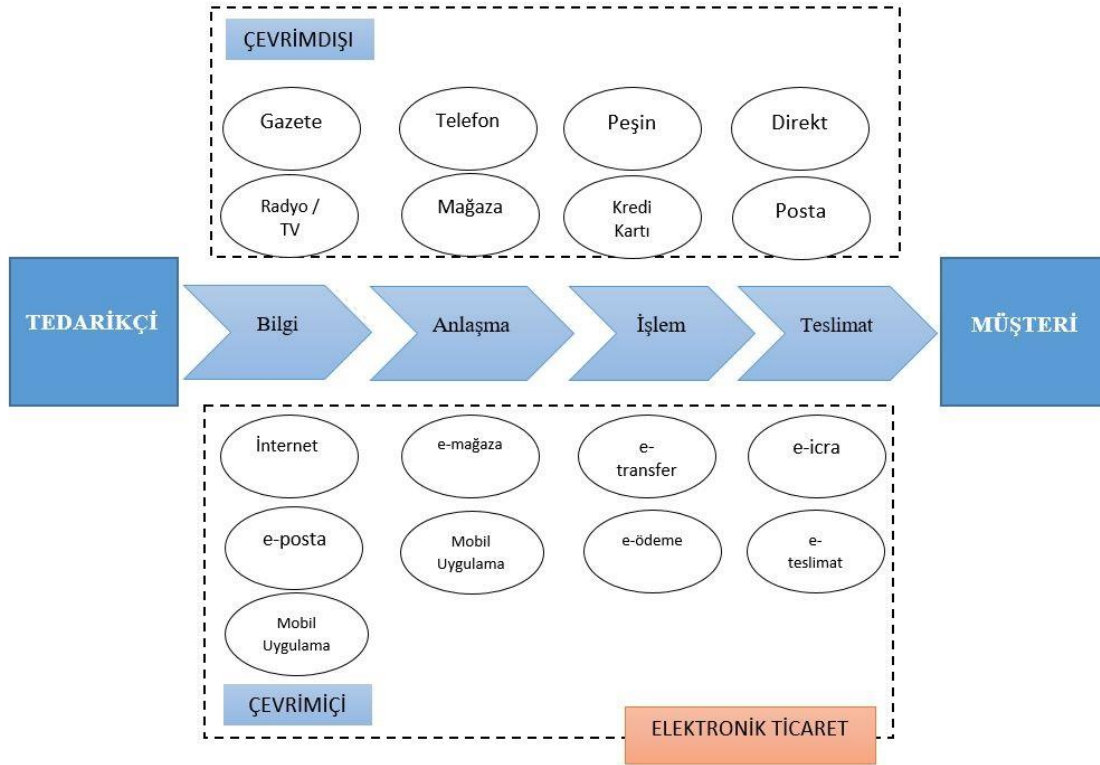 ÇEVRİMDIŞI
Gazete
Telefon
Peşin
Direkt
Radyo /
TV
Mağaza
Kredi
Kartı
Posta
TEDARİKÇİ
Bilgi
Anlaşma
İşlem
Teslimat
MÜŞTERİ
İnternet
e-mağaza
e-
transfer
e-icra
e-posta
Mobil
Uygulama
e-ödeme
e-
teslimat
Mobil
Uygulama
ÇEVRİMİÇİ
ELEKTRONİK TİCARET